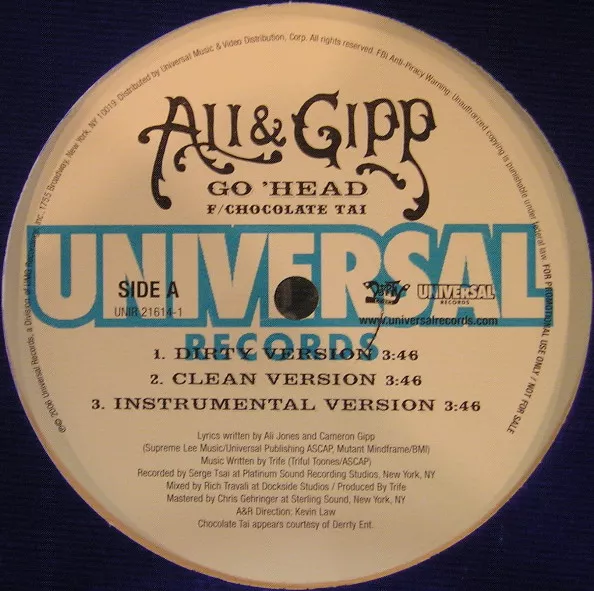 ℗© 2006 Universal Records, a Division of UMG Recordings, Inc. 1755 Broadway, New York, NY 10019. Distributed by Universal Music & Video Distribution, Corp. All rights reserved. FBI Anti-Piracy Warning: Unauthorized copying is punishable under federal law. FOR PROMOTIONAL USE ONLY / NOT FOR SALE
ALI & GIPP
GO 'HEAD
F/CHOCOLATE TAI
UNIVERSAL
RECORDS
SIDE A
UNIR 21614-1
UNIVERSAL
RECORDS
www.universalrecords.com
1. DIRTY VERSION 3:46
2. CLEAN VERSION 3:46
3. INSTRUMENTAL VERSION 3:46
Lyrics written by Ali Jones and Cameron Gipp
(Supreme Lee Music/Universal Publishing ASCAP, Mutant Mindframe/BMI)
Music Written by Trife (Triful Toones/ASCAP)
Recorded by Serge Tsai at Platinum Sound Recording Studios, New York, NY
Mixed by Rich Travali at Dockside Studios / Produced By Trife
Mastered by Chris Gehringer at Sterling Sound, New York, NY
A&R Direction: Kevin Law
Chocolate Tai appears courtesy of Derrty Ent.